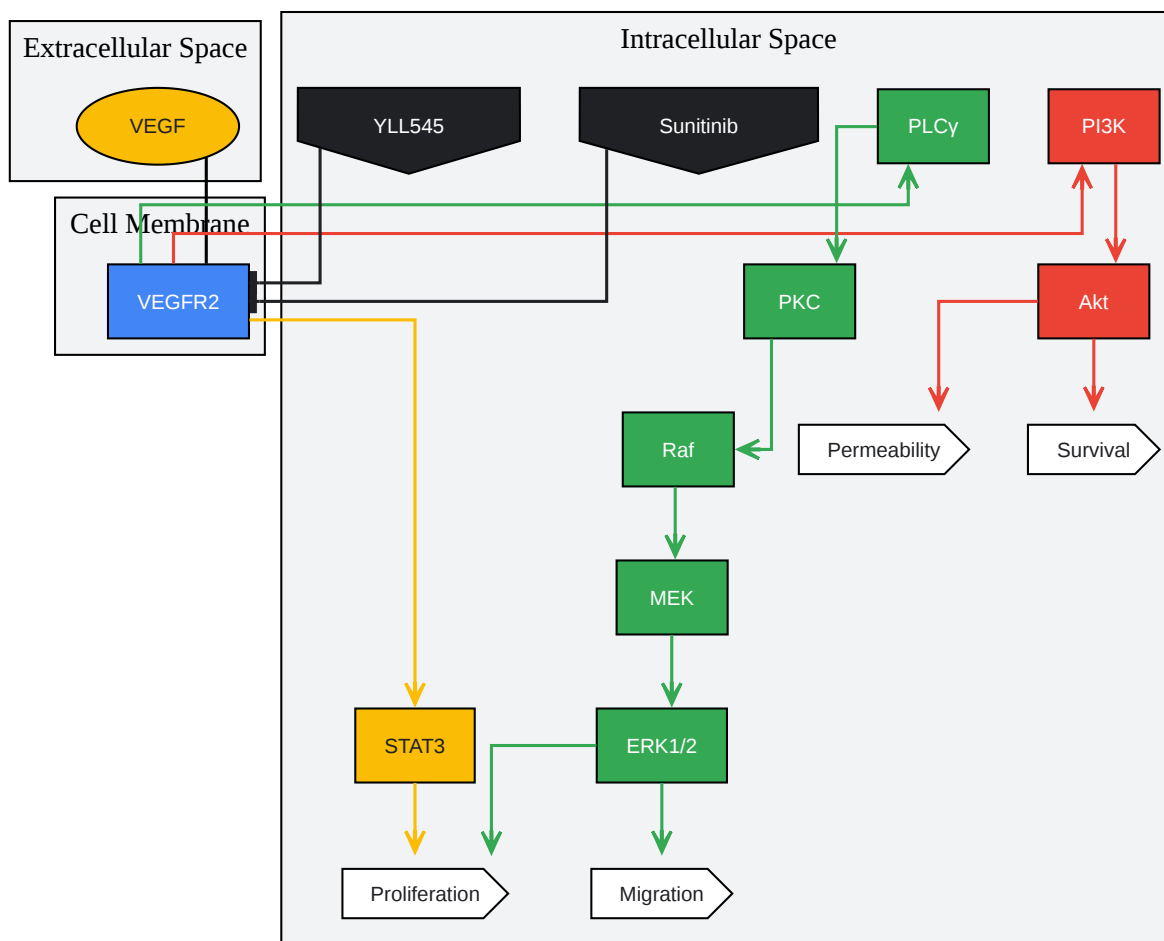 Extracellular Space
Intracellular Space
VEGF
YLL545
Sunitinib
PLCγ
PI3K
Cell Membrane
VEGFR2
PKC
Akt
Raf
Permeability
Survival
MEK
STAT3
ERK1/2
Proliferation
Migration